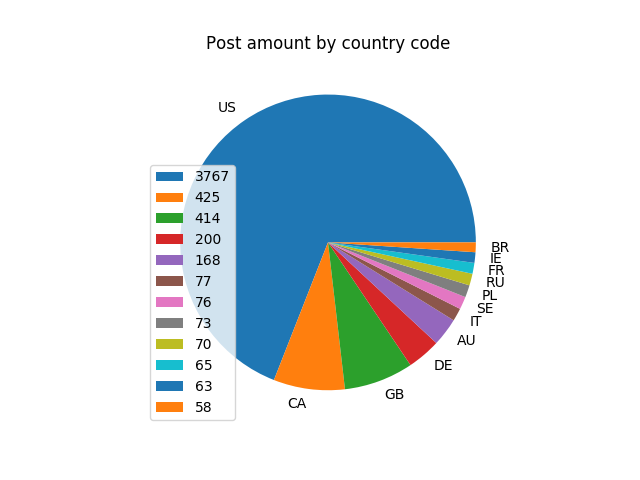 Post amount by country code
US
3767
425
414
200
168
77
76
73
70
65
63
58
BR
IE
FR
RU
PL
SE
IT
AU
DE
GB
CA